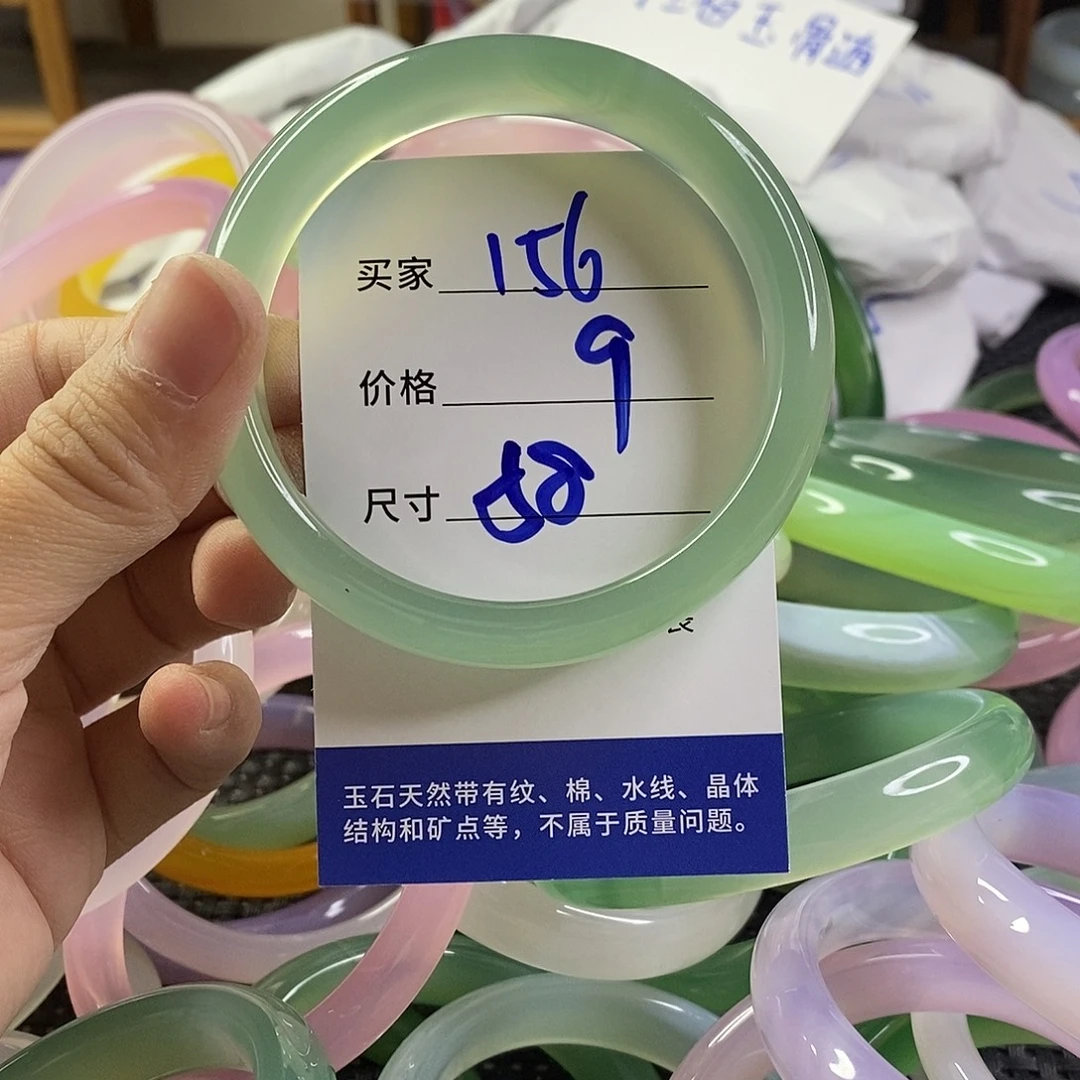 买家 156
价格 9
尺寸 58
玉石天然带有纹、棉、水线、晶体
结构和矿点等，不属于质量问题。